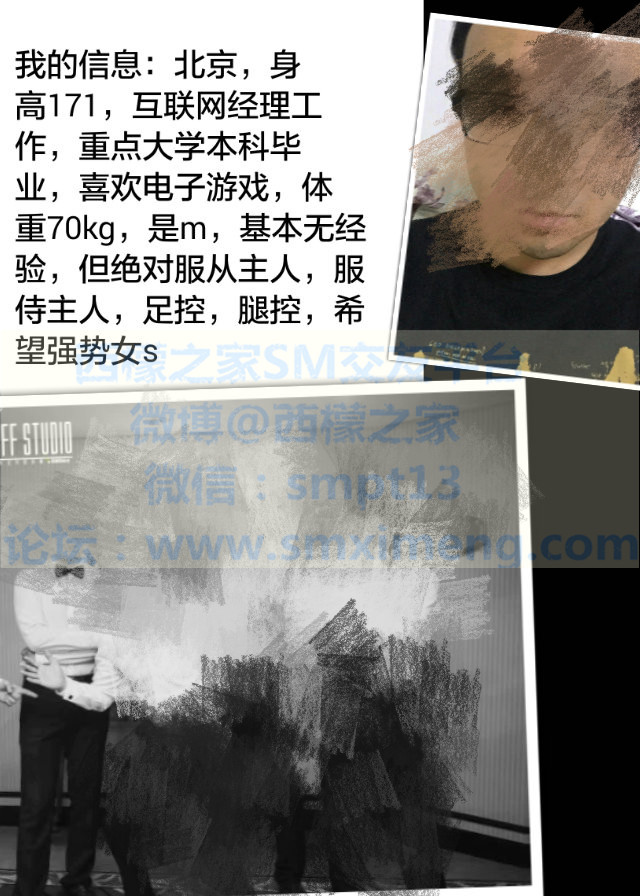 我的信息：北京，身
高171，互联网经理工
作，重点大学本科毕
业，喜欢电子游戏，体
重70kg，是m，基本无经
验，但绝对服从主人，服
侍主人，足控，腿控，希
望强势女s
西檬之家SM交友平台
微博@西檬之家
FF STUDIO
微信：smpt13
论坛：www.smximeng.com